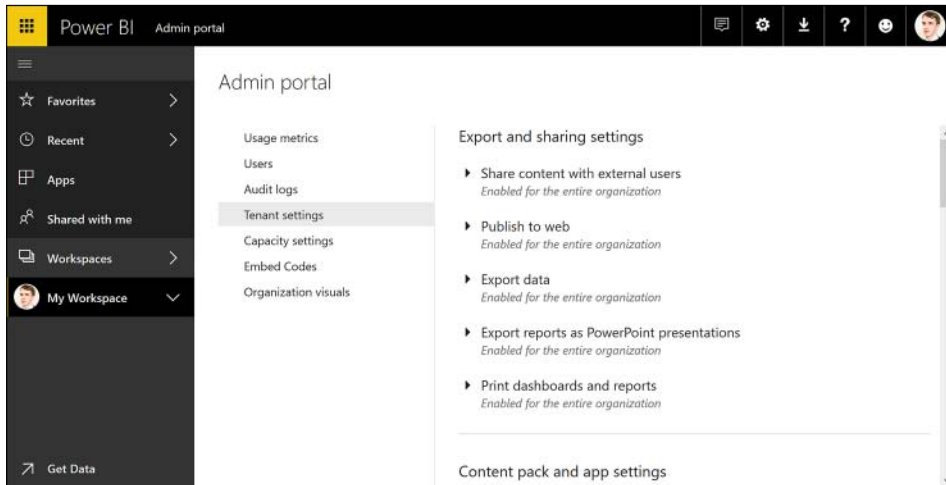 Power BI Admin portal
?
Favorites
Recent
Apps
Shared with me
Workspaces
My Workspace
Get Data
Admin portal
Usage metrics
Users
Audit logs
Tenant settings
Capacity settings
Embed Codes
Organization visuals
Export and sharing settings
Share content with external users
Enabled for the entire organization
Publish to web
Enabled for the entire organization
Export data
Enabled for the entire organization
Export reports as PowerPoint presentations
Enabled for the entire organization
Print dashboards and reports
Enabled for the entire organization
Content pack and app settings